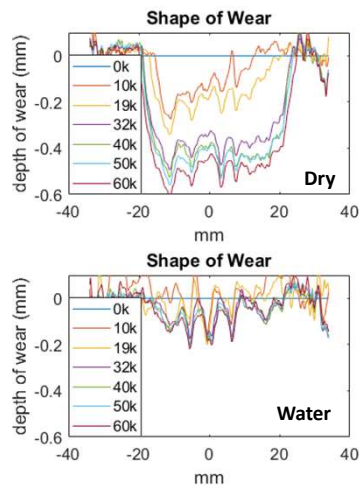 Shape of Wear
depth of wear (mm)
0
-0.2
-0.4
-0.6
0k
10k
19k
32k
40k
50k
60k
Dry
-40 -20 0 20 40
mm
Shape of Wear
depth of wear (mm)
0
-0.2
-0.4
-0.6
0k
10k
19k
32k
40k
50k
60k
Water
-40 -20 0 20 40
mm